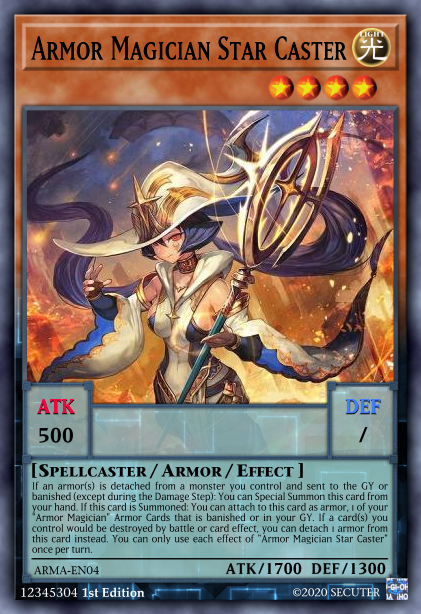 Armor Magician Star Caster
LIGHT
光
ATK
500
DEF
/
[Spellcaster / Armor / Effect ]
If an armor(s) is detached from a monster you control and sent to the GY or
banished (except during the Damage Step): You can Special Summon this card from
your hand. If this card is Summoned: You can attach to this card as armor, 1 of your
"Armor Magician" Armor Cards that is banished or in your GY. If a card(s) you
control would be destroyed by battle or card effect, you can detach 1 armor from
this card instead. You can only use each effect of "Armor Magician Star Caster"
once per turn.
ARMA-EN04
ATK/1700 DEF/1300
12345304 1st Edition
©2020 SECUTER